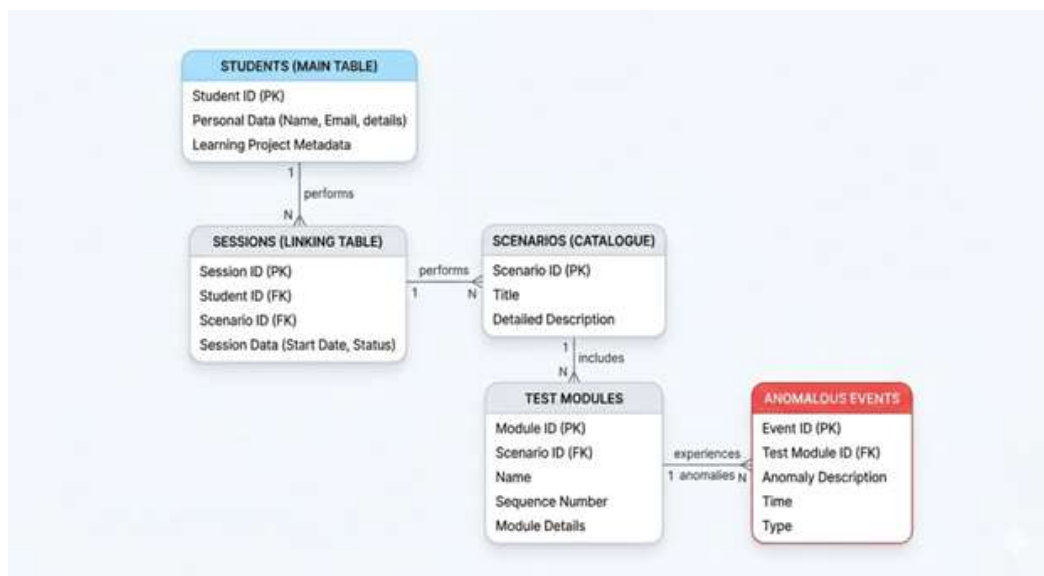 STUDENTS (MAIN TABLE)
Student ID (PK)
Personal Data (Name, Email, details)
Learning Project Metadata
1
performs
N
SESSIONS (LINKING TABLE)
Session ID (PK)
Student ID (FK)
Scenario ID (FK)
Session Data (Start Date, Status)
performs
1 N
SCENARIOS (CATALOGUE)
Scenario ID (PK)
Title
Detailed Description
1
includes
N
TEST MODULES
Module ID (PK)
Scenario ID (FK)
Name
Sequence Number
Module Details
experiences
1 anomalies N
ANOMALOUS EVENTS
Event ID (PK)
Test Module ID (FK)
Anomaly Description
Time
Type